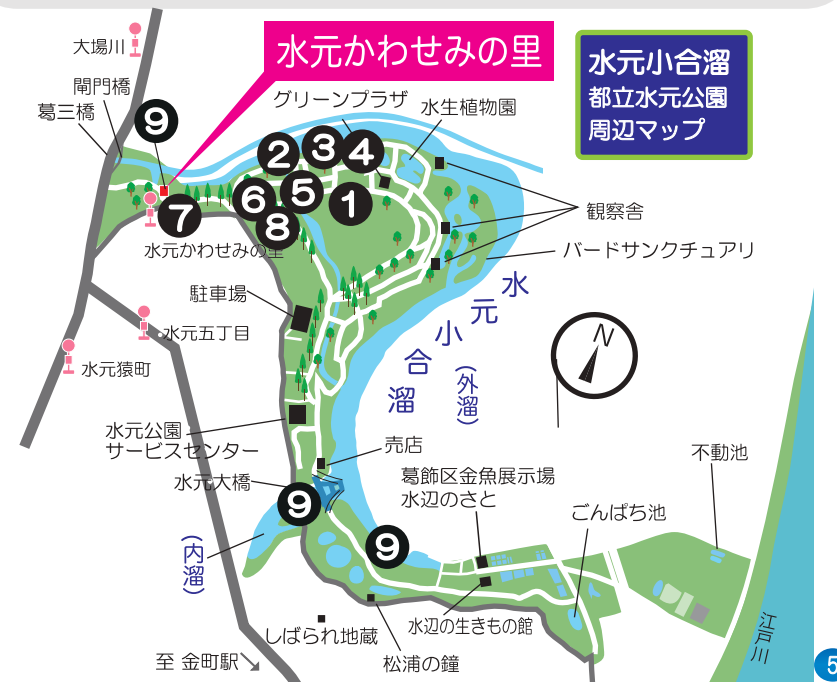 水元かわせみの里
水元小合溜
都立水元公園
周辺マップ
大場川
閘門橋
葛三橋
グリーンプラザ
水生植物園
9
2
3
4
6
5
1
7
8
観察舎
バードサンクチュアリ
水元かわせみの里
駐車場
水元五丁目
水元猿町
水元小合溜
(外溜)
N
水元公園
サービスセンター
売店
水元大橋
9
葛飾区金魚展示場
水辺のさと
不動池
ごんぱち池
9
(内溜)
水辺の生きもの館
しばられ地蔵
松浦の鐘
至 金町駅
江戸川
5